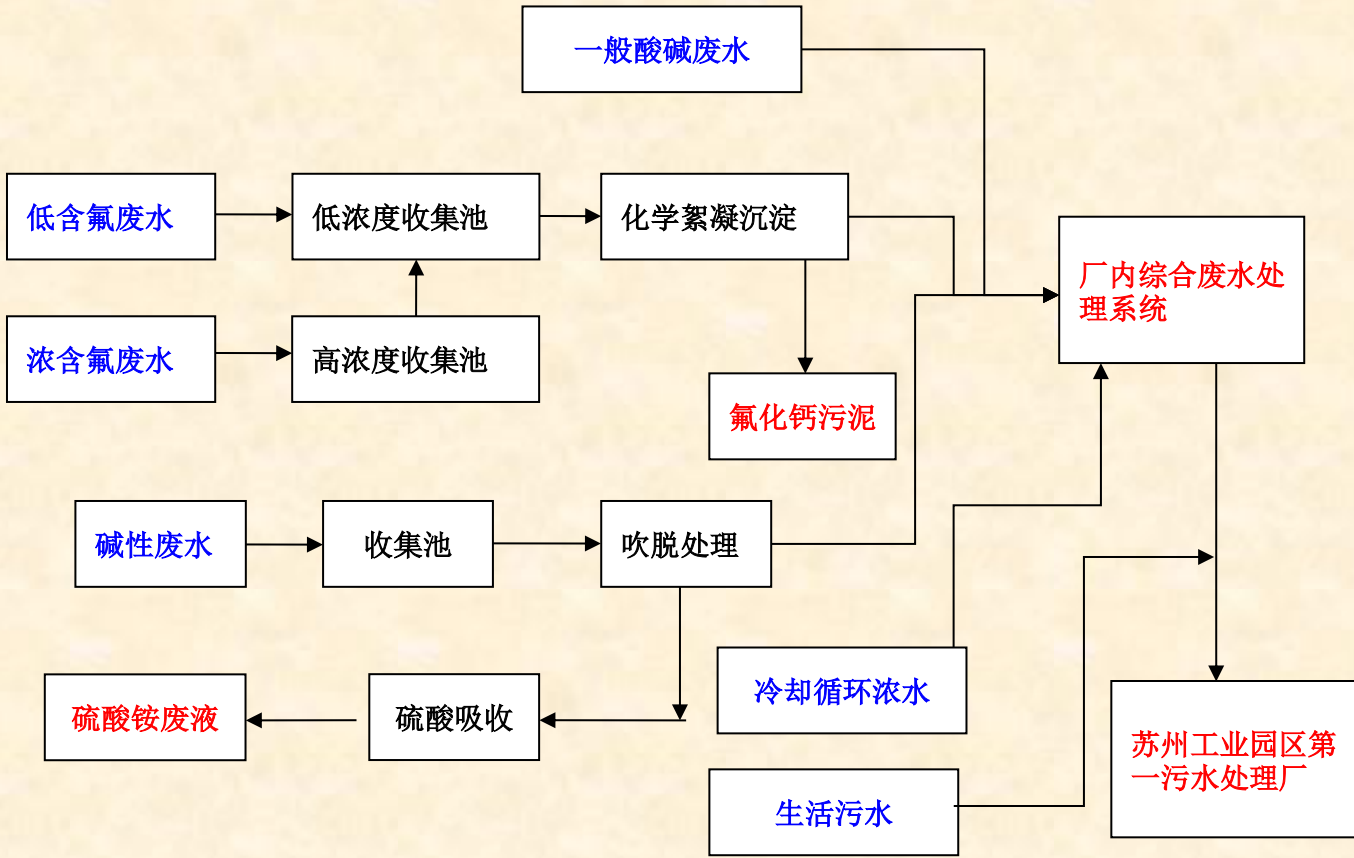 一般酸碱废水
低含氟废水
低浓度收集池
化学絮凝沉淀
厂内综合废水处
理系统
浓含氟废水
高浓度收集池
氟化钙污泥
碱性废水
收集池
吹脱处理
硫酸铵废液
硫酸吸收
冷却循环浓水
苏州工业园区第
一污水处理厂
生活污水